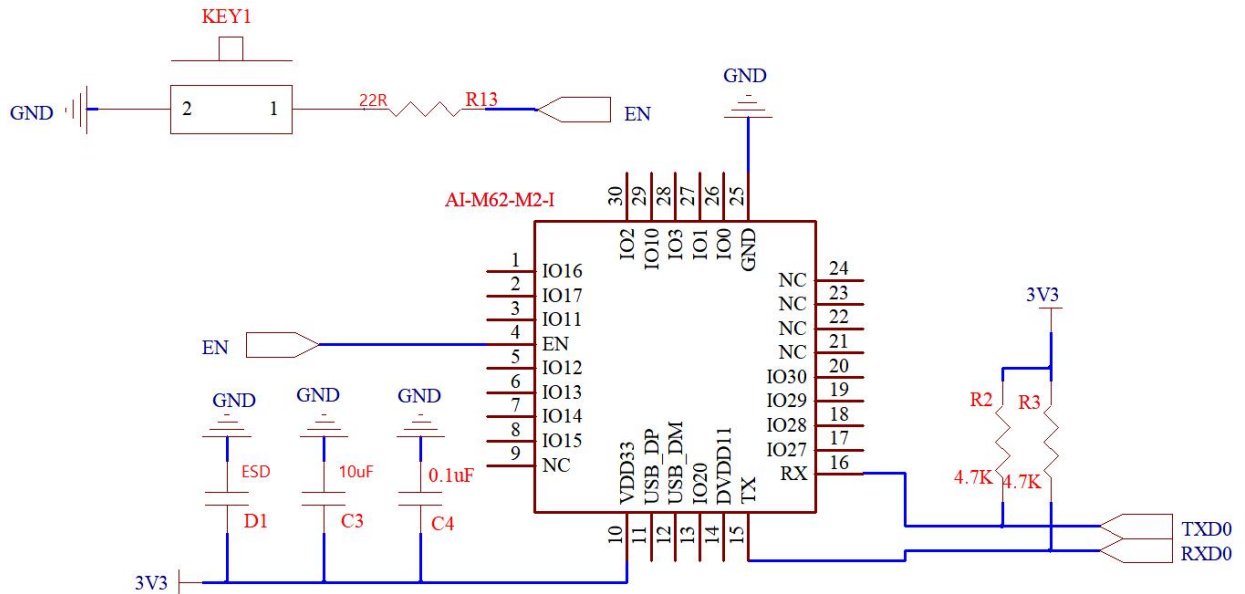 KEY1
GND
2
1
22R
R13
EN
GND
AI-M62-M2-I
30
29
28
27
26
25
IO2
IO10
IO3
IO1
IO0
GND
1 IO16
2 IO17
3 IO11
EN
4 EN
5 IO12
6 IO13
7 IO14
8 IO15
9 NC
NC 24
NC 23
NC 22
NC 21
IO30 20
IO29 19
IO28 18
IO27 17
RX 16
3V3
R2
R3
4.7K
4.7K
GND
GND
GND
ESD
10uF
0.1uF
D1
C3
C4
VDD33
USB_DP
USB_DM
IO20
DVDD11
TX
10
11
12
13
14
15
TXD0
RXD0
3V3